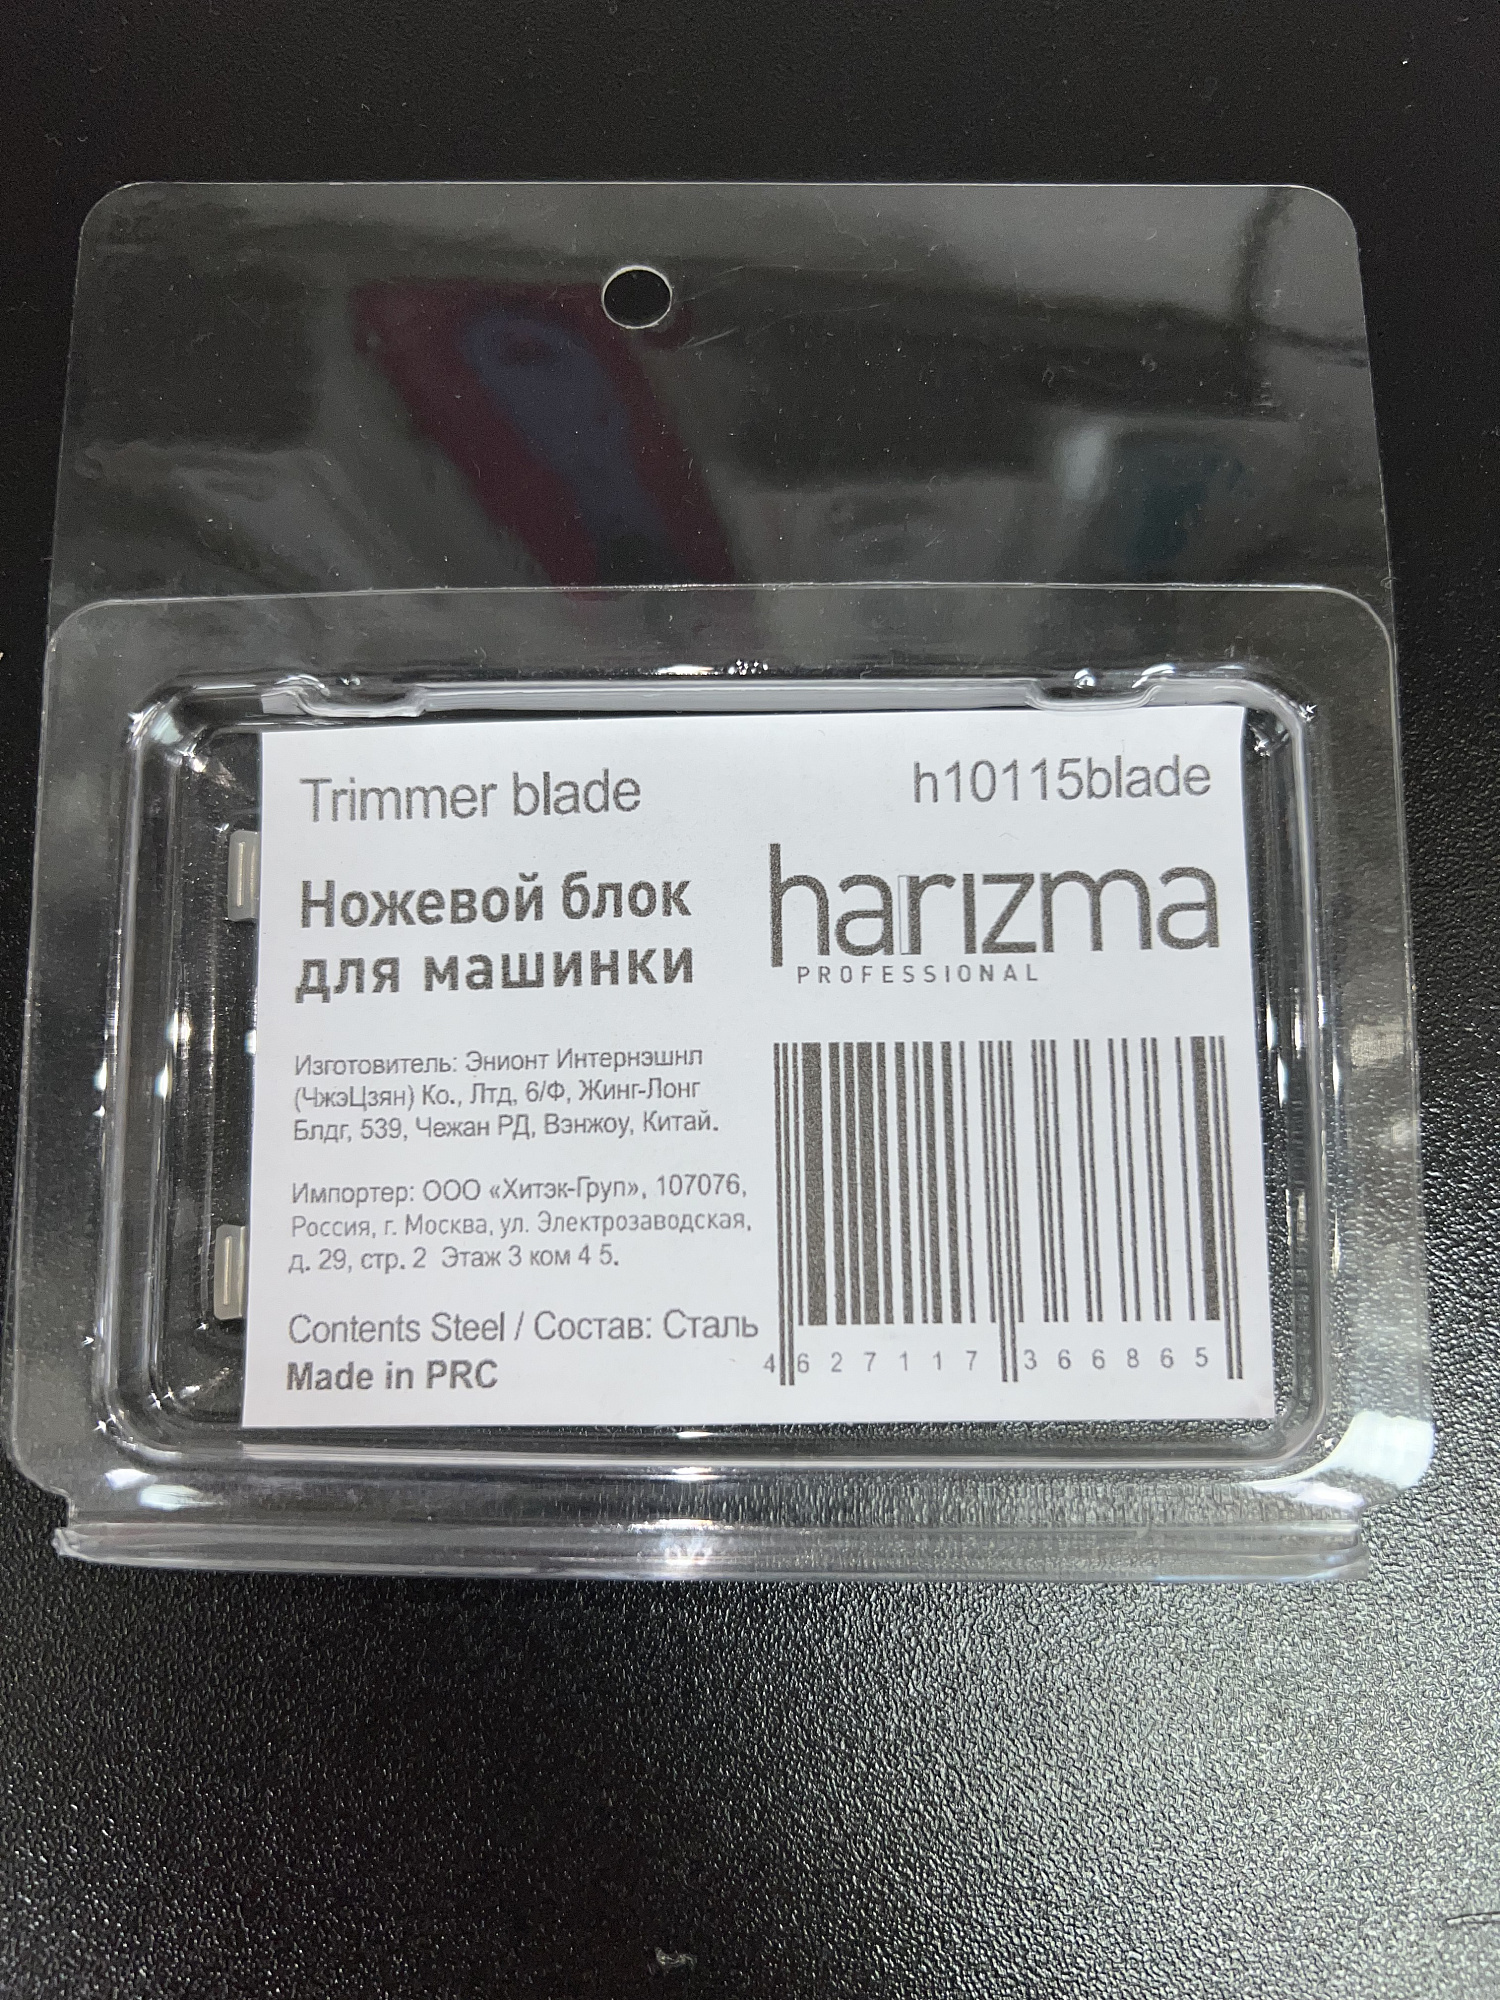 Trimmer blade
h10115blade
Ножевой блок
для машинки
harizma
PROFESSIONAL
Изготовитель: Энионт Интернэшнл
(ЧжэЦзян) Ко., Лтд, 6/Ф, Жинг-Лонг
Блдг, 539, Чежан РД, Вэнжоу, Китай.
Импортер: ООО «Хитэк-Груп», 107076,
Россия, г. Москва, ул. Электрозаводская,
д. 29, стр. 2 Этаж 3 ком 4 5.
Contents Steel / Состав: Сталь
Made in PRC
4 627117 366865